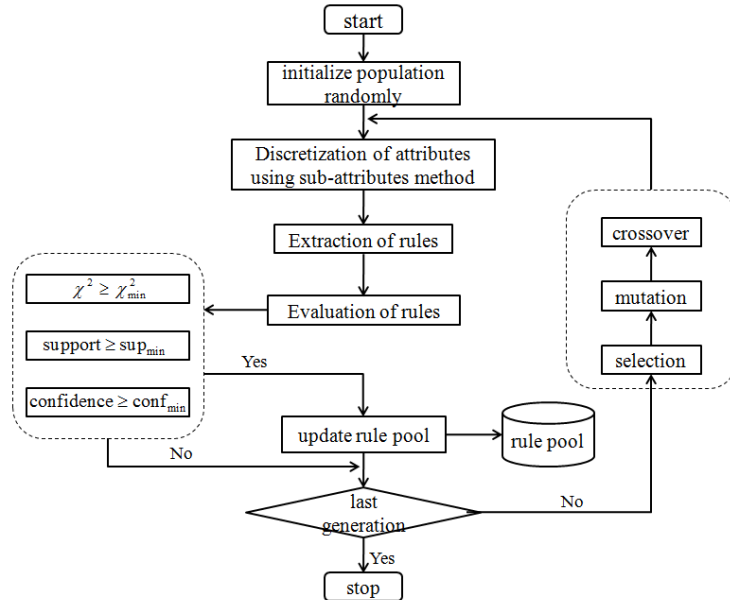 start
initialize population
randomly
Discretization of attributes
using sub-attributes method
Extraction of rules
Evaluation of rules
χ² ≥ χ²min
support ≥ supmin
confidence ≥ confmin
Yes
No
update rule pool
rule pool
last
generation
No
Yes
stop
crossover
mutation
selection